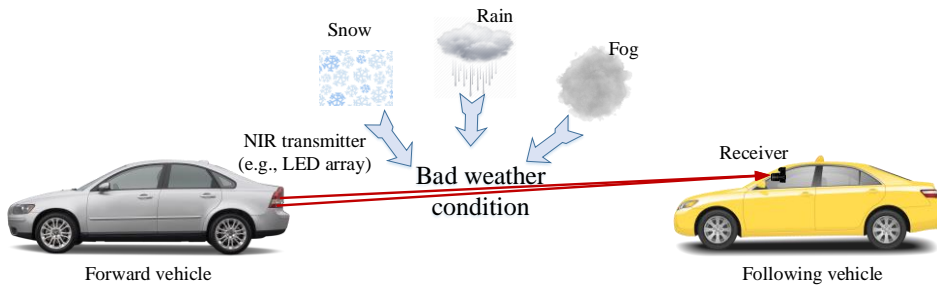 Snow
Rain
Fog
NIR transmitter
(e.g., LED array)
Bad weather
condition
Receiver
Forward vehicle
Following vehicle